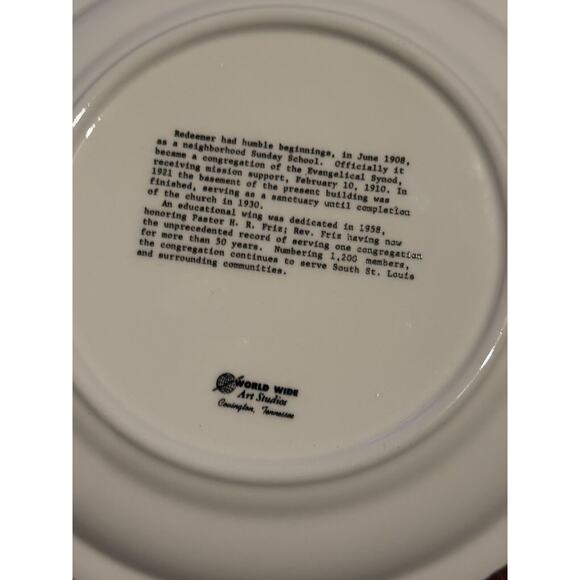 Redeemer had humble beginnings, in June 1908,
as a neighborhood Sunday School. Officially it
became a congregation of the Evangelical Synod,
receiving mission support, February 10, 1910. In
1921 the basement of the present building was
finished, serving as a sanctuary until completion
of the church in 1930.
An educational wing was dedicated in 1958,
honoring Pastor H. R. Friz; Rev. Friz having now
the unprecedented record of serving one congregation
for more than 50 years. Numbering 1,200 members,
the congregation continues to serve South St. Louis
and surrounding communities.
WORLD WIDE
Art Studios
Covington, Tennessee